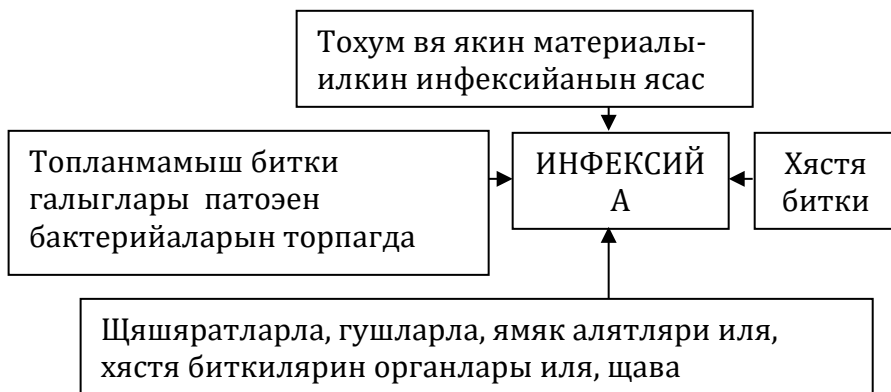 Тохум вя якин материалы-
илкин инфексийанын ясас
Топланмамыш битки
галыглары патоэен
бактерийаларын торпагда
ИНФЕКСИЙ
А
Хястя
битки
Щяшяратларла, гушларла, ямяк алятляри иля,
хястя биткилярин органлары иля, щава